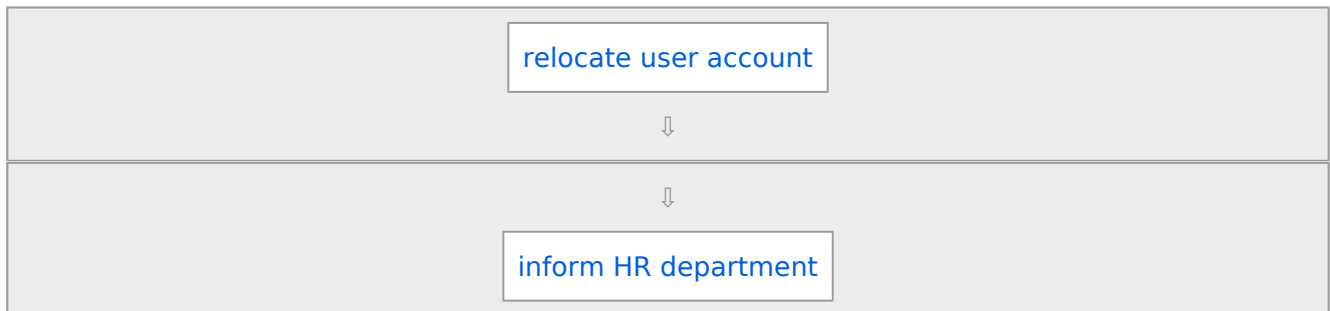 relocate user account
⇩
⇩
inform HR department